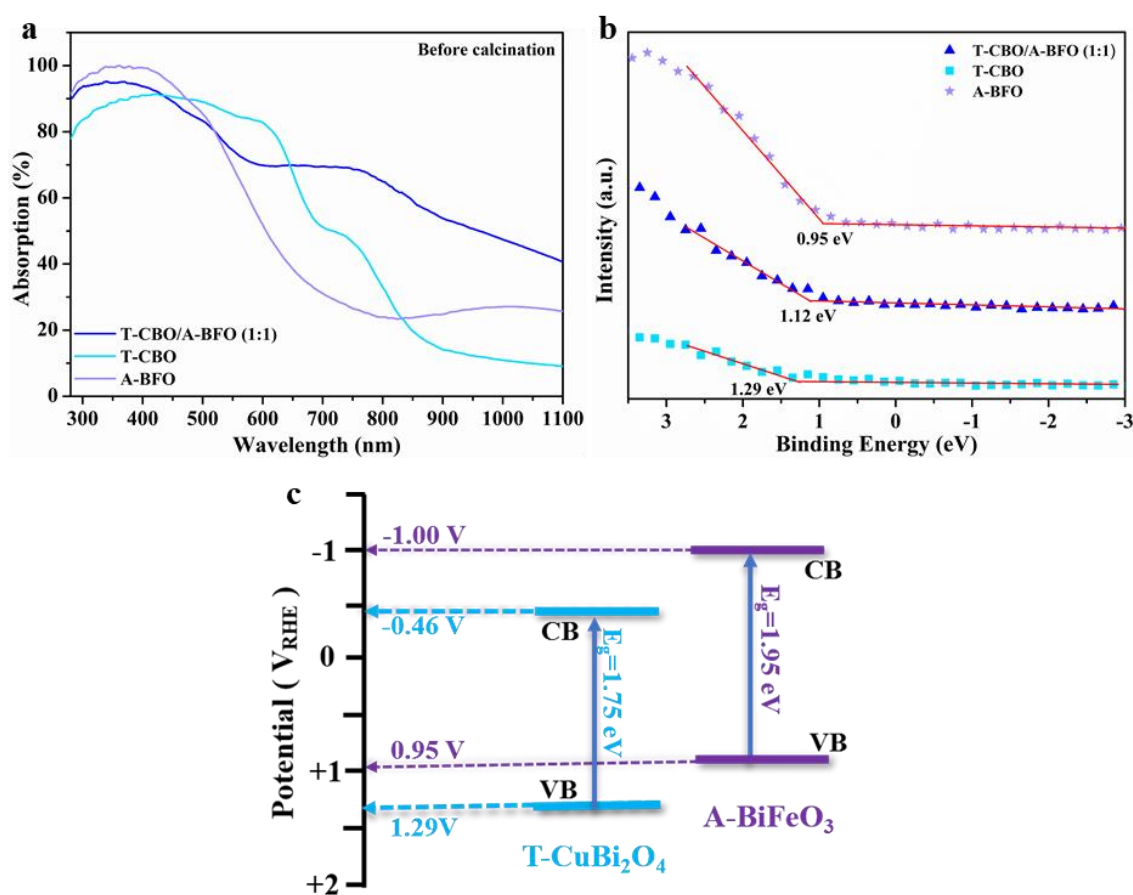 a
Before calcination
Absorption (%)
100
80
60
40
20
0
T-CBO/A-BFO (1:1)
T-CBO
A-BFO
300 400 500 600 700 800 900 1000 1100
Wavelength (nm)
b
T-CBO/A-BFO (1:1)
T-CBO
A-BFO
Intensity (a.u.)
0.95 eV
1.12 eV
1.29 eV
3 2 1 0 -1 -2 -3
Binding Energy (eV)
c
Potential ( V_RHE )
-1
0
+1
+2
-1.00 V
CB
-0.46 V
CB
E_g=1.75 eV
E_g=1.95 eV
0.95 V
VB
VB
1.29V
A-BiFeO₃
T-CuBi₂O₄